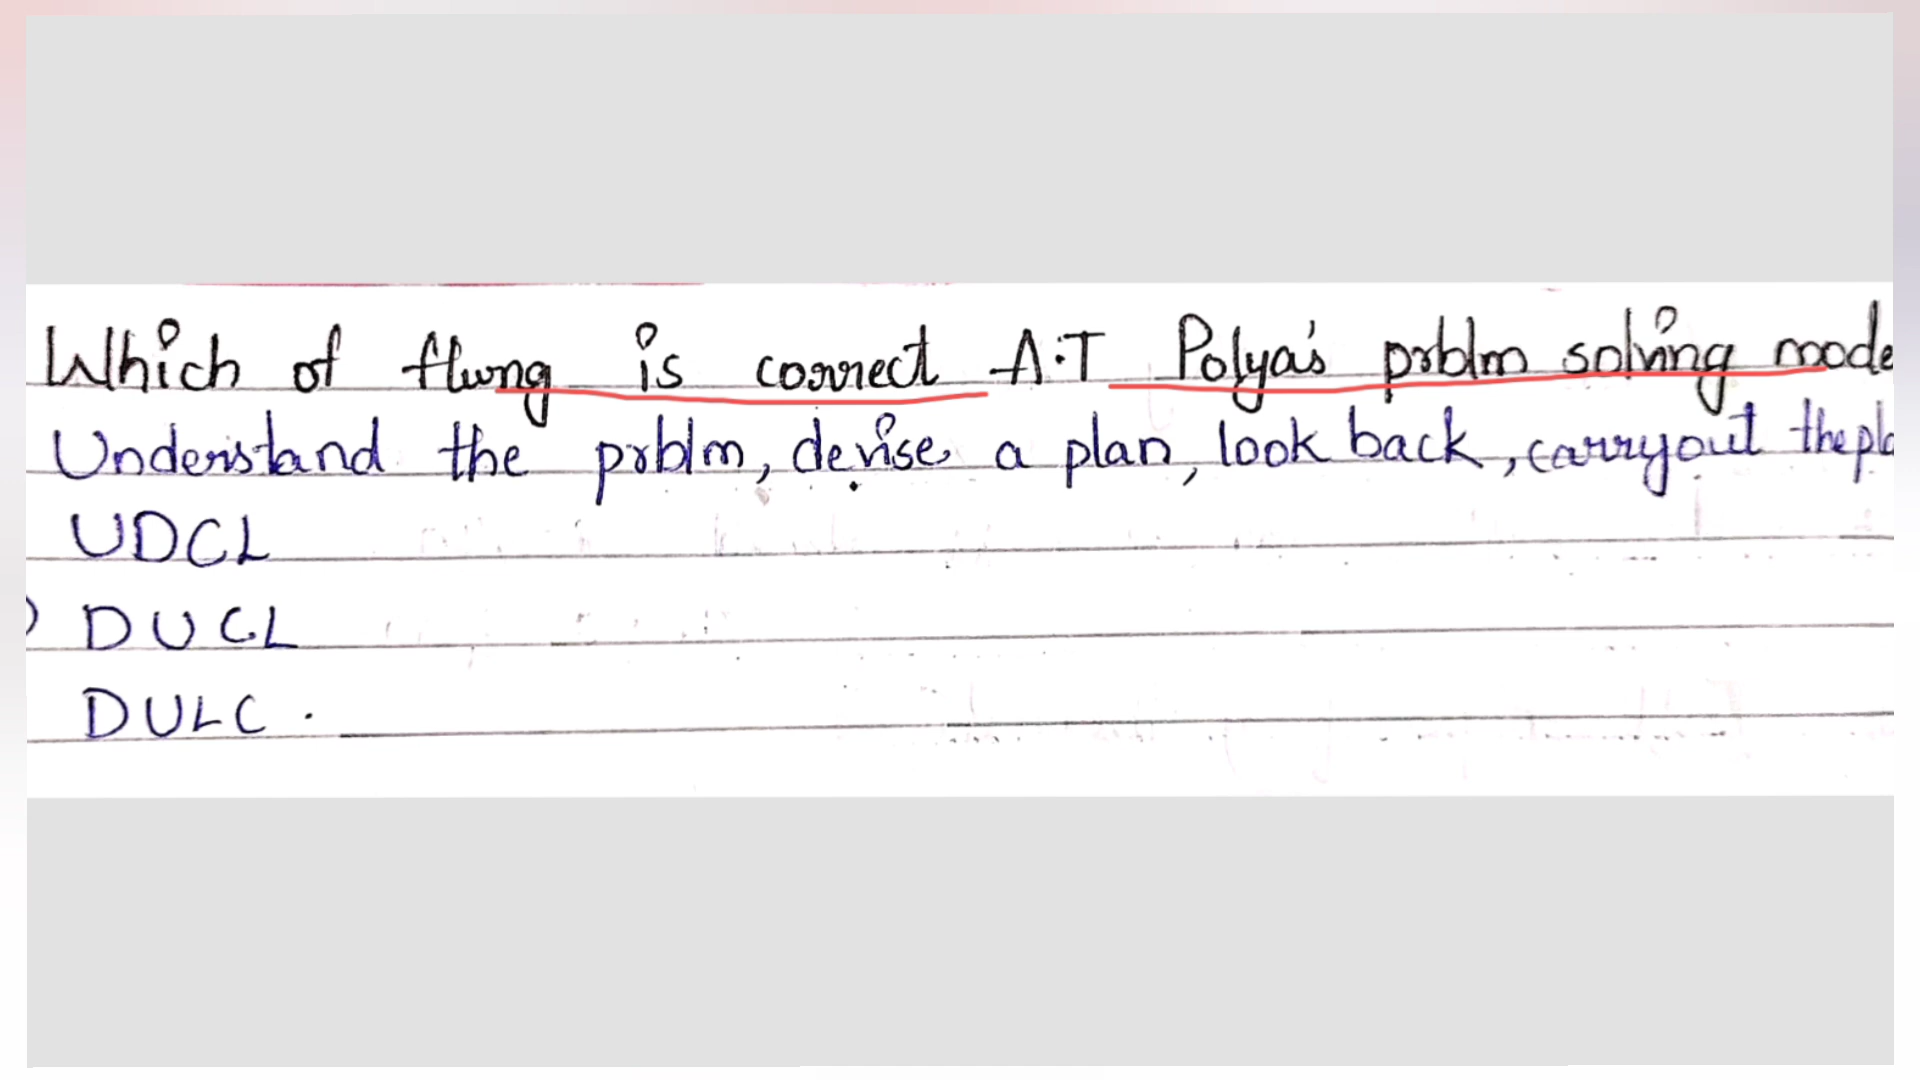 Which of flwng is correct A.T Polya's prblm solving mode
Understand the prblm, devise a plan, look back, carryout the pla
UDCL
) DUCL
DULC.